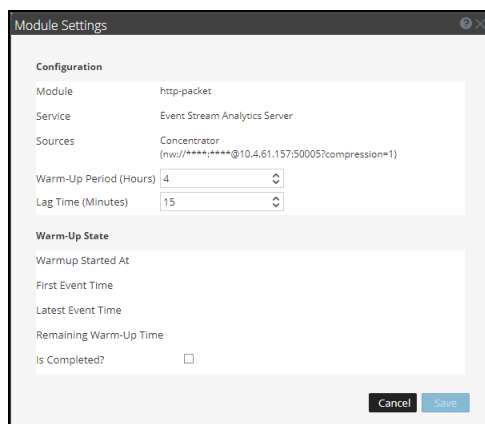 Module Settings
Configuration
Module http-packet
Service Event Stream Analytics Server
Sources Concentrator
(nw://****:****@10.4.61.157:50005?compression=1)
Warm-Up Period (Hours) 4
Lag Time (Minutes) 15
Warm-Up State
Warmup Started At
First Event Time
Latest Event Time
Remaining Warm-Up Time
Is Completed?
Cancel Save